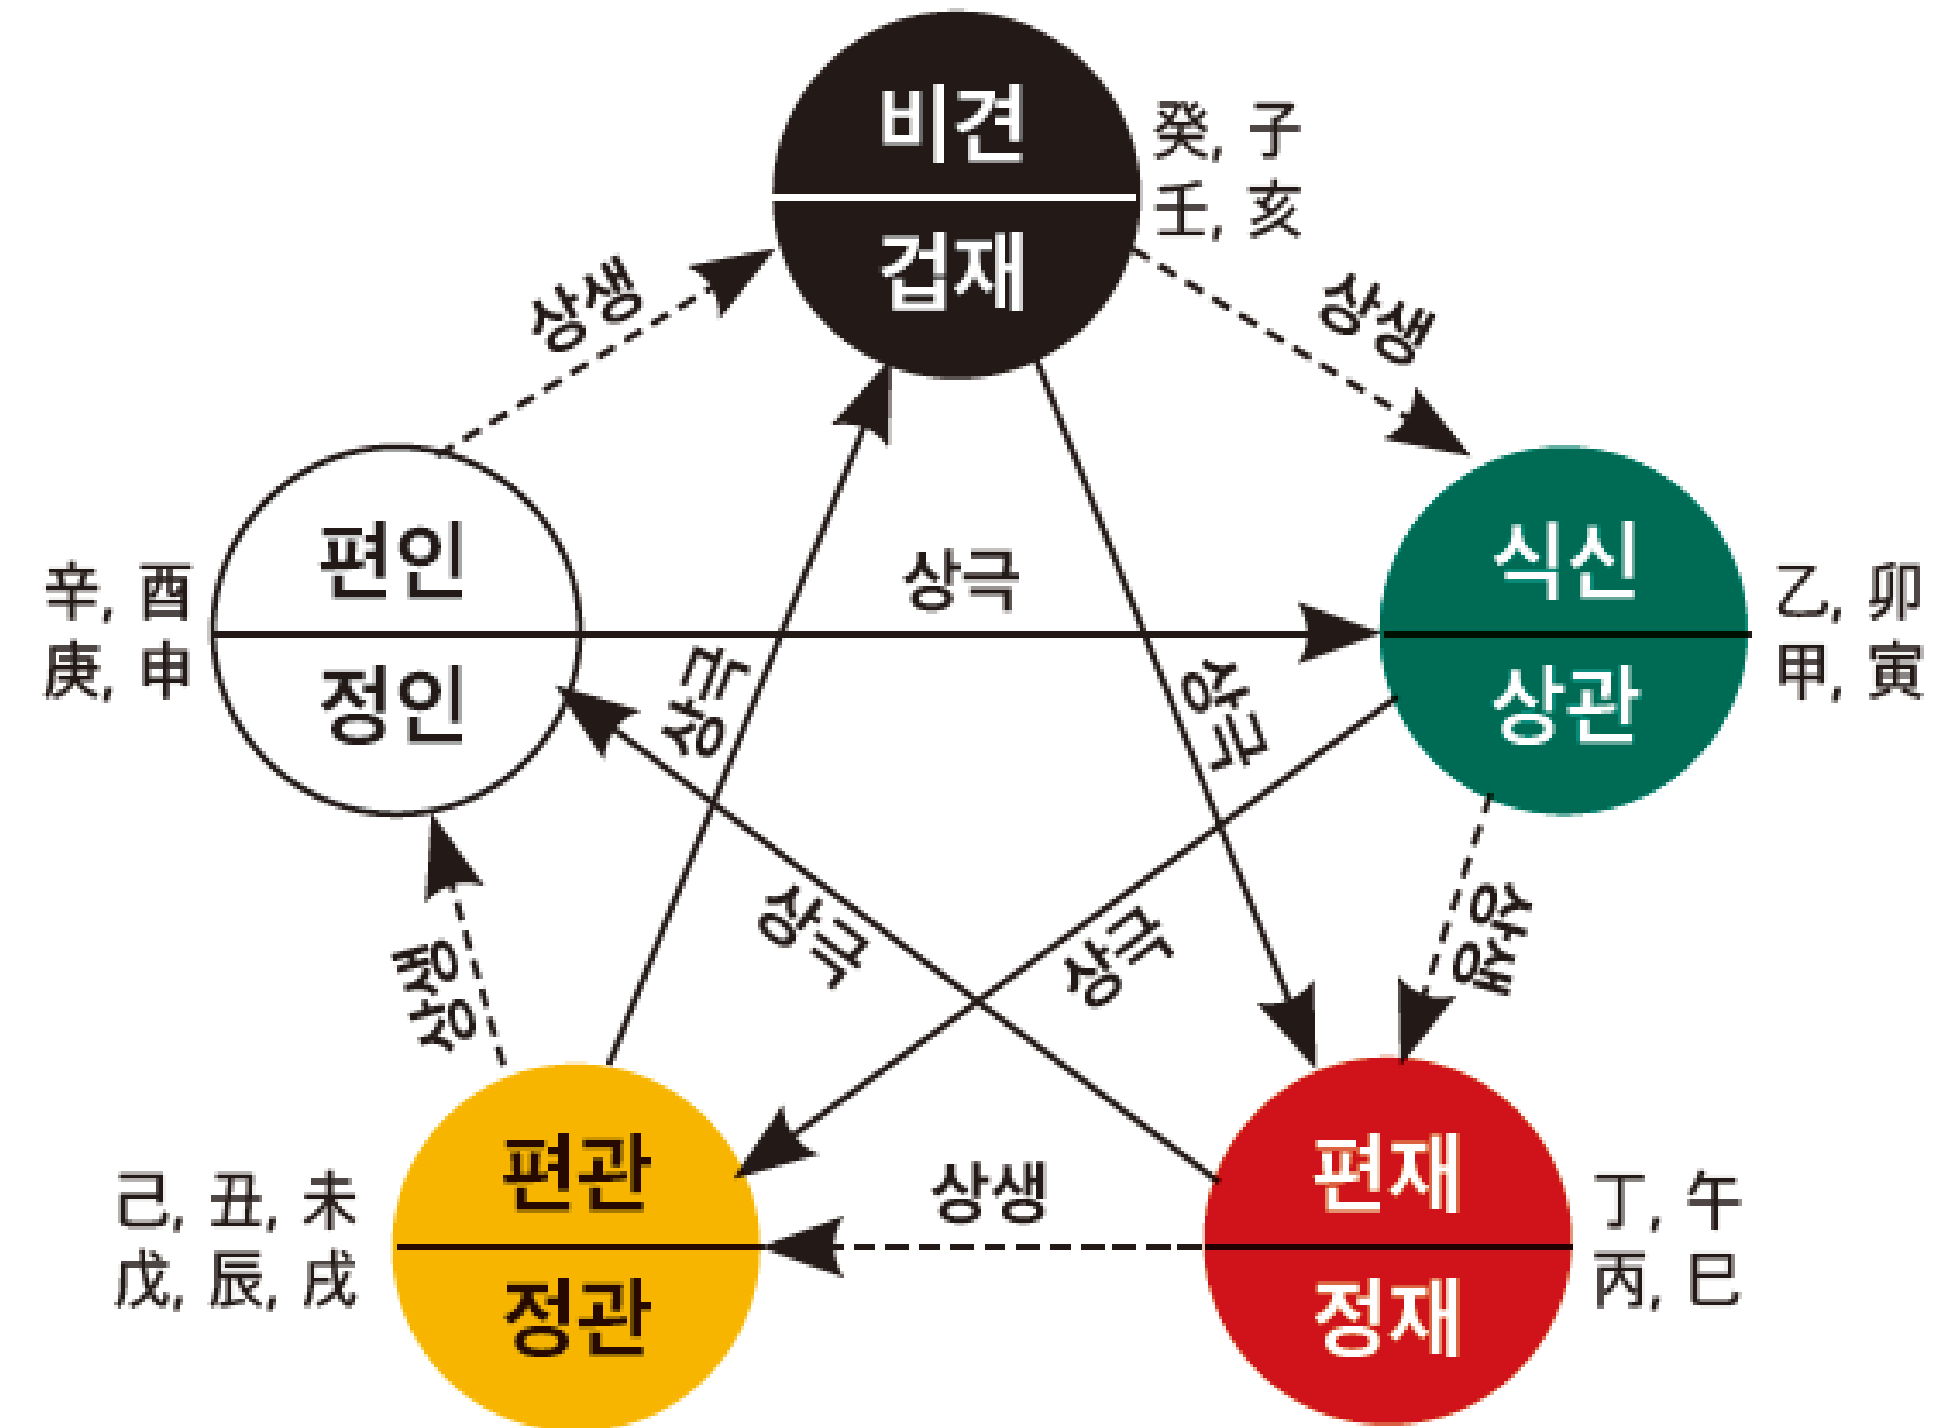 비견
겁재
癸, 子
壬, 亥
상생
상생
편인
정인
辛, 酉
庚, 申
상극
식신
상관
乙, 卯
甲, 寅
상극
상극
상극
상극
상생
상생
편관
정관
己, 丑, 未
戊, 辰, 戌
상생
편재
정재
丁, 午
丙, 巳